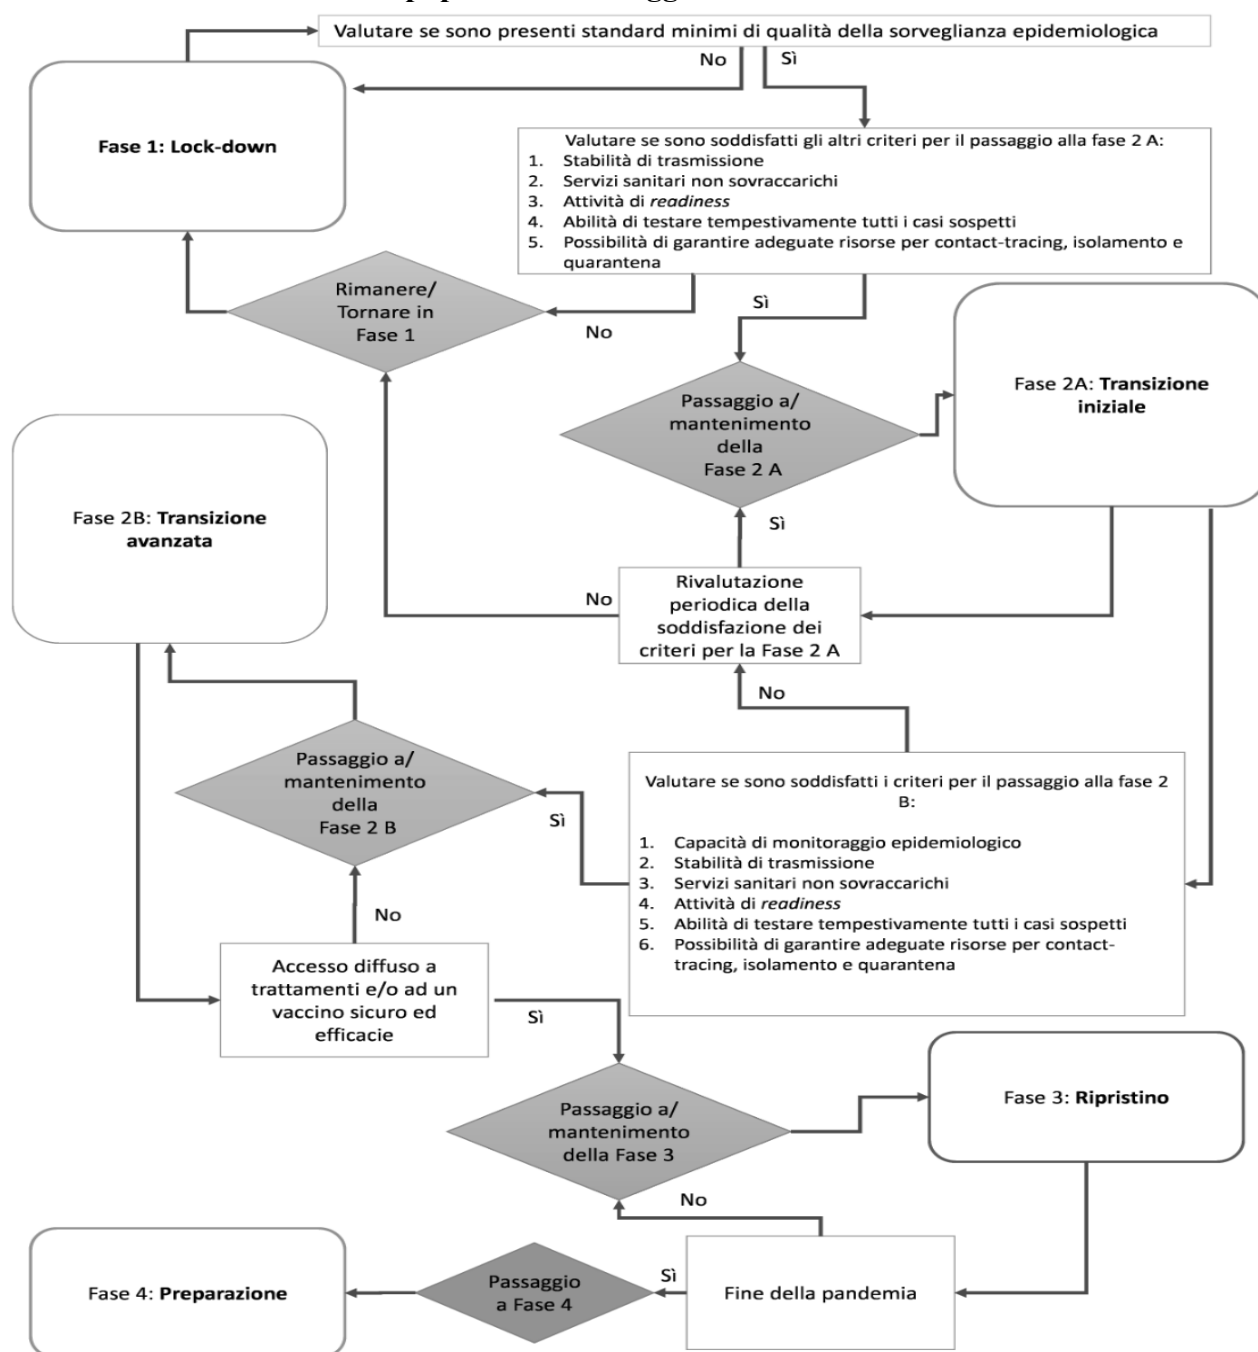 Valutare se sono presenti standard minimi di qualità della sorveglianza epidemiologica
No
Sì
Fase 1: Lock-down
Valutare se sono soddisfatti gli altri criteri per il passaggio alla fase 2 A:
1. Stabilità di trasmissione
2. Servizi sanitari non sovraccarichi
3. Attività di readiness
4. Abilità di testare tempestivamente tutti i casi sospetti
5. Possibilità di garantire adeguate risorse per contact-tracing, isolamento e
quarantena
Rimanere/
Tornare in
Fase 1
No
Sì
Passaggio a/
mantenimento
della
Fase 2 A
Fase 2A: Transizione
iniziale
Sì
Fase 2B: Transizione
avanzata
Rivalutazione
periodica della
soddisfazione dei
criteri per la Fase 2 A
No
No
Passaggio a/
mantenimento
della
Fase 2 B
Sì
Valutare se sono soddisfatti i criteri per il passaggio alla fase 2
B:
1. Capacità di monitoraggio epidemiologico
2. Stabilità di trasmissione
3. Servizi sanitari non sovraccarichi
4. Attività di readiness
5. Abilità di testare tempestivamente tutti i casi sospetti
6. Possibilità di garantire adeguate risorse per contact-
tracing, isolamento e quarantena
No
Accesso diffuso a
trattamenti e/o ad un
vaccino sicuro ed
efficacie
Sì
Passaggio a/
mantenimento
della Fase 3
Fase 3: Ripristino
No
Fase 4: Preparazione
Passaggio
a Fase 4
Sì
Fine della pandemia